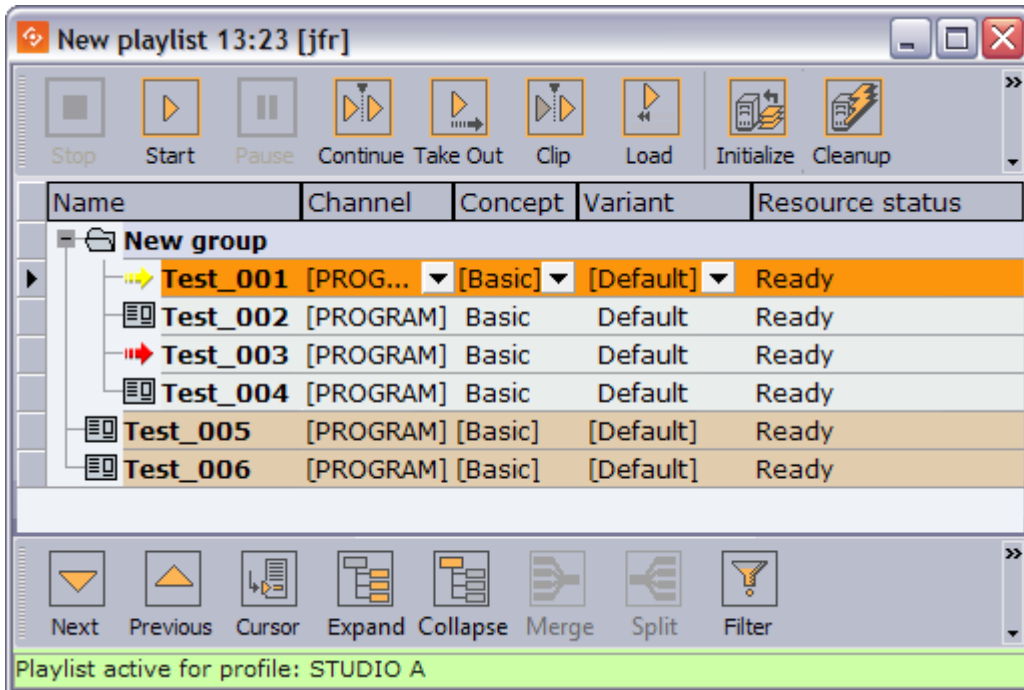 New playlist 13:23 [jfr]
Stop Start Pause Continue Take Out Clip Load Initialize Cleanup
Name Channel Concept Variant Resource status
New group
Test_001 [PROG... [Basic] [Default] Ready
Test_002 [PROGRAM] Basic Default Ready
Test_003 [PROGRAM] Basic Default Ready
Test_004 [PROGRAM] Basic Default Ready
Test_005 [PROGRAM] [Basic] [Default] Ready
Test_006 [PROGRAM] [Basic] [Default] Ready
Next Previous Cursor Expand Collapse Merge Split Filter
Playlist active for profile: STUDIO A